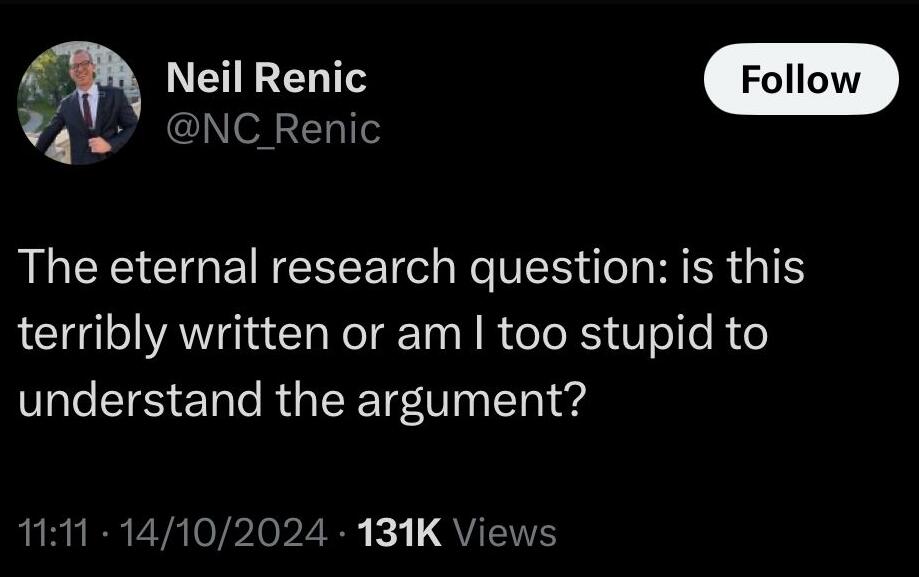 Neil Renic
Follow
@NC_Renic
The eternal research question: is this
terribly written or am I too stupid to
understand the argument?
11:11 · 14/10/2024 · 131K Views